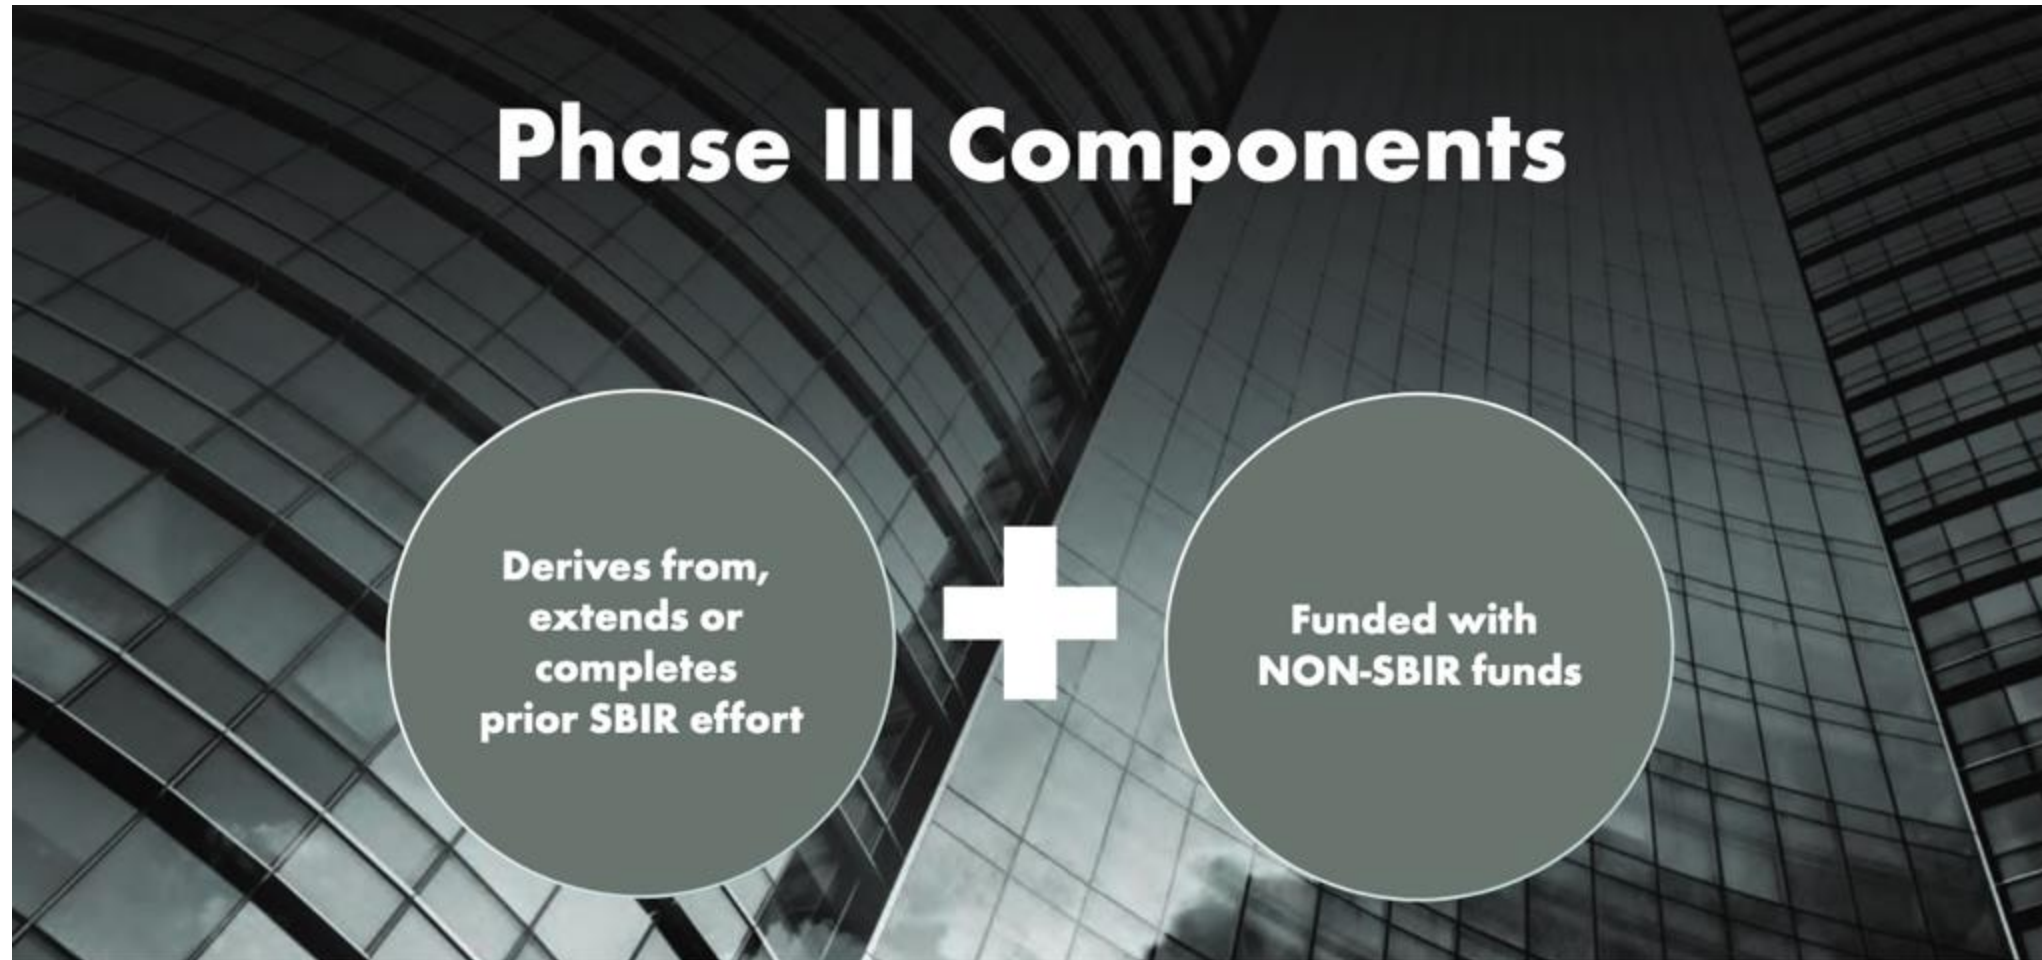 Phase III Components
Derives from,
extends or
completes
prior SBIR effort
Funded with
NON-SBIR funds